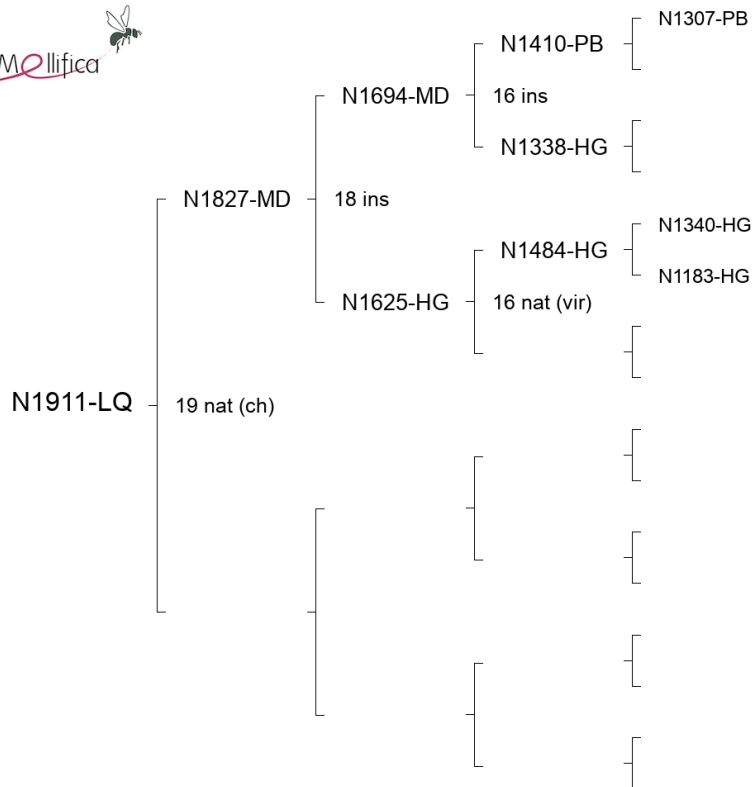 Mellifica
N1307-PB
N1410-PB
N1694-MD
16 ins
N1338-HG
N1827-MD
18 ins
N1340-HG
N1484-HG
N1183-HG
N1625-HG
16 nat (vir)
N1911-LQ
19 nat (ch)